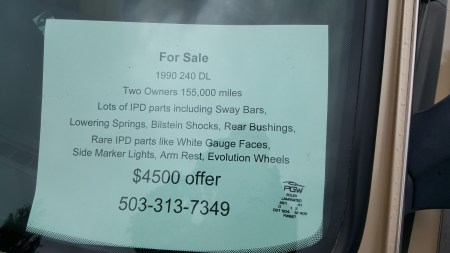 For Sale
1990 240 DL
Two Owners 155,000 miles
Lots of IPD parts including Sway Bars,
Lowering Springs, Bilstein Shocks, Rear Bushings,
Rare IPD parts like White Gauge Faces,
Side Marker Lights, Arm Rest, Evolution Wheels
$4500 offer
503-313-7349
PGW
LAMINATED